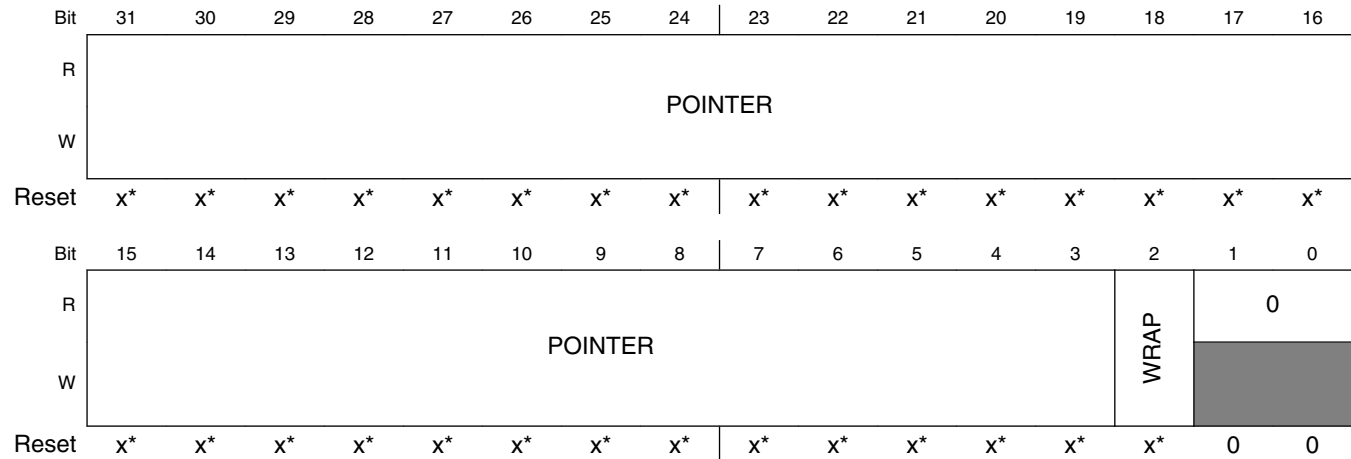 Bit 31 30 29 28 27 26 25 24 23 22 21 20 19 18 17 16
R
POINTER
W
Reset x* x* x* x* x* x* x* x* x* x* x* x* x* x* x* x*
Bit 15 14 13 12 11 10 9 8 7 6 5 4 3 2 1 0
R 0
POINTER WRAP
W
Reset x* x* x* x* x* x* x* x* x* x* x* x* x* x* 0 0